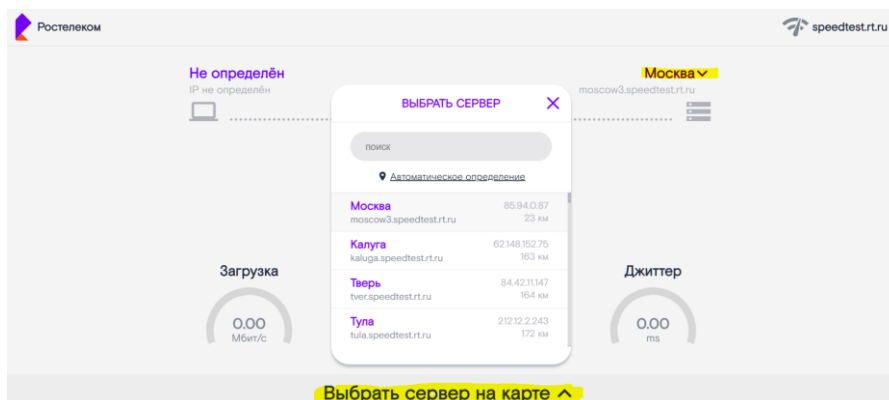 Ростелеком
speedtest.rt.ru
Не определён
IP не определён
Москва
moscow3.speedtest.rt.ru
ВЫБРАТЬ СЕРВЕР
поиск
Автоматическое определение
Москва 85.94.0.87
moscow3.speedtest.rt.ru 23 км
Калуга 62.148.152.75
kaluga.speedtest.rt.ru 163 км
Тверь 84.42.11.147
tver.speedtest.rt.ru 164 км
Тула 212.12.2.243
tula.speedtest.rt.ru 172 км
Загрузка
0.00
Мбит/с
Джиттер
0.00
ms
Выбрать сервер на карте